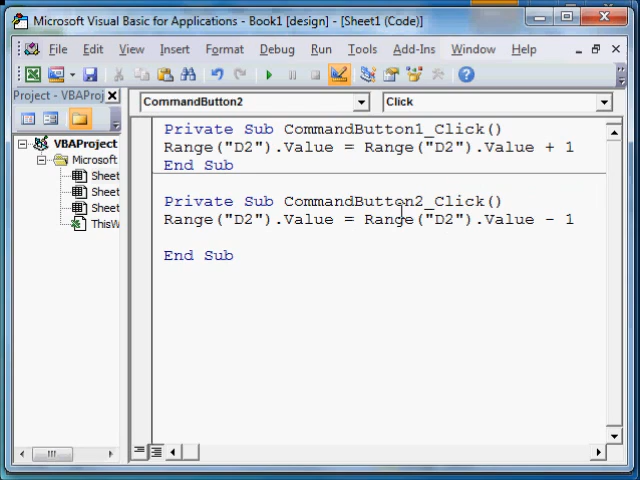 Microsoft Visual Basic for Applications - Book1 [design] - [Sheet1 (Code)]
File Edit View Insert Format Debug Run Tools Add-Ins Window Help
Project - VBAProj
CommandButton2 Click
VBAProject
Microsoft
Sheet
Sheet
Sheet
ThisW
Private Sub CommandButton1_Click()
Range("D2").Value = Range("D2").Value + 1
End Sub
Private Sub CommandButton2_Click()
Range("D2").Value = Range("D2").Value - 1
End Sub